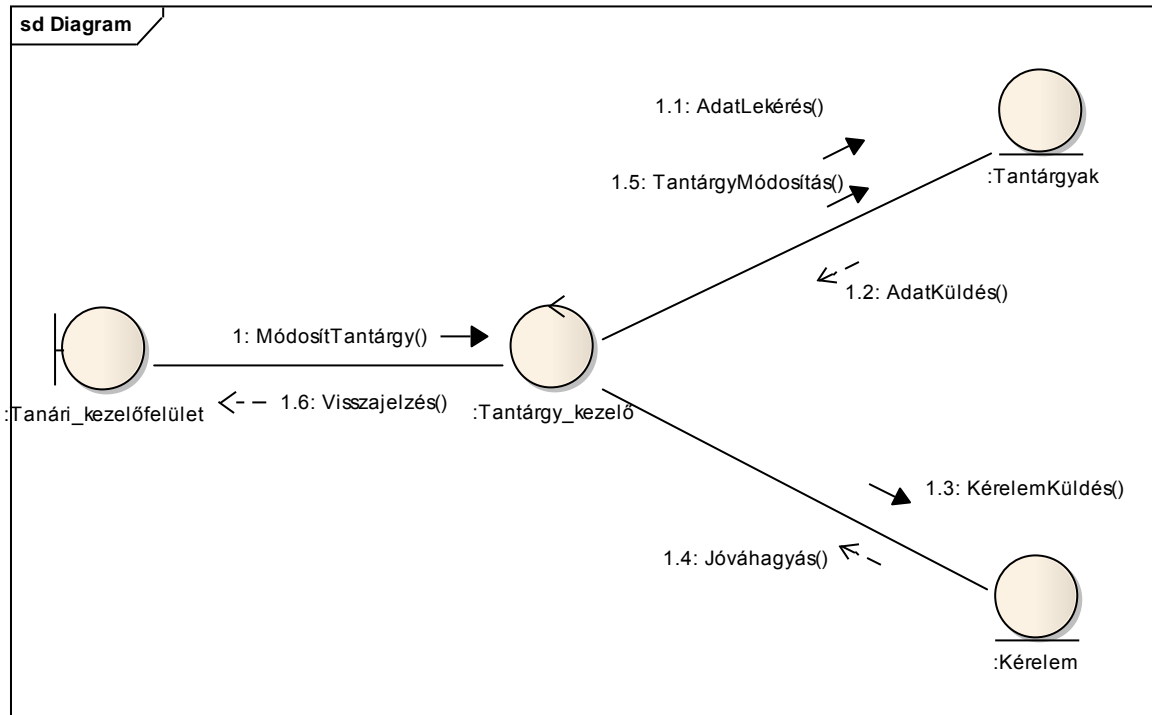 sd Diagram
1.1: AdatLekérés()
1.5: TantárgyMódosítás()
:Tantárgyak
1.2: AdatKüldés()
1: MódosítTantárgy()
1.6: Visszajelzés()
:Tanári_kezelőfelület
:Tantárgy_kezelő
1.3: KérelemKüldés()
1.4: Jóváhagyás()
:Kérelem